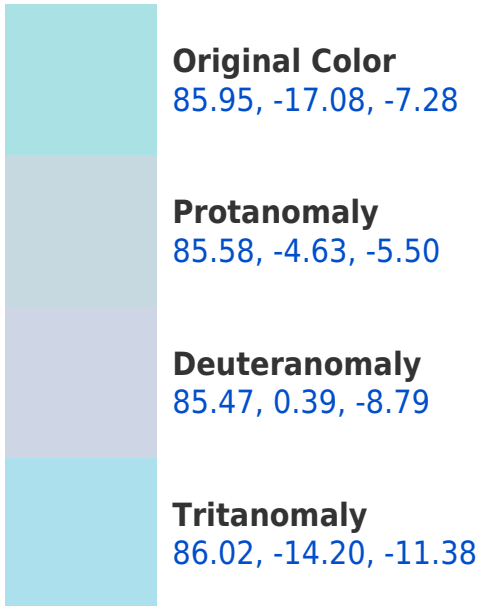 Original Color
85.95, -17.08, -7.28
Protanomaly
85.58, -4.63, -5.50
Deuteranomaly
85.47, 0.39, -8.79
Tritanomaly
86.02, -14.20, -11.38